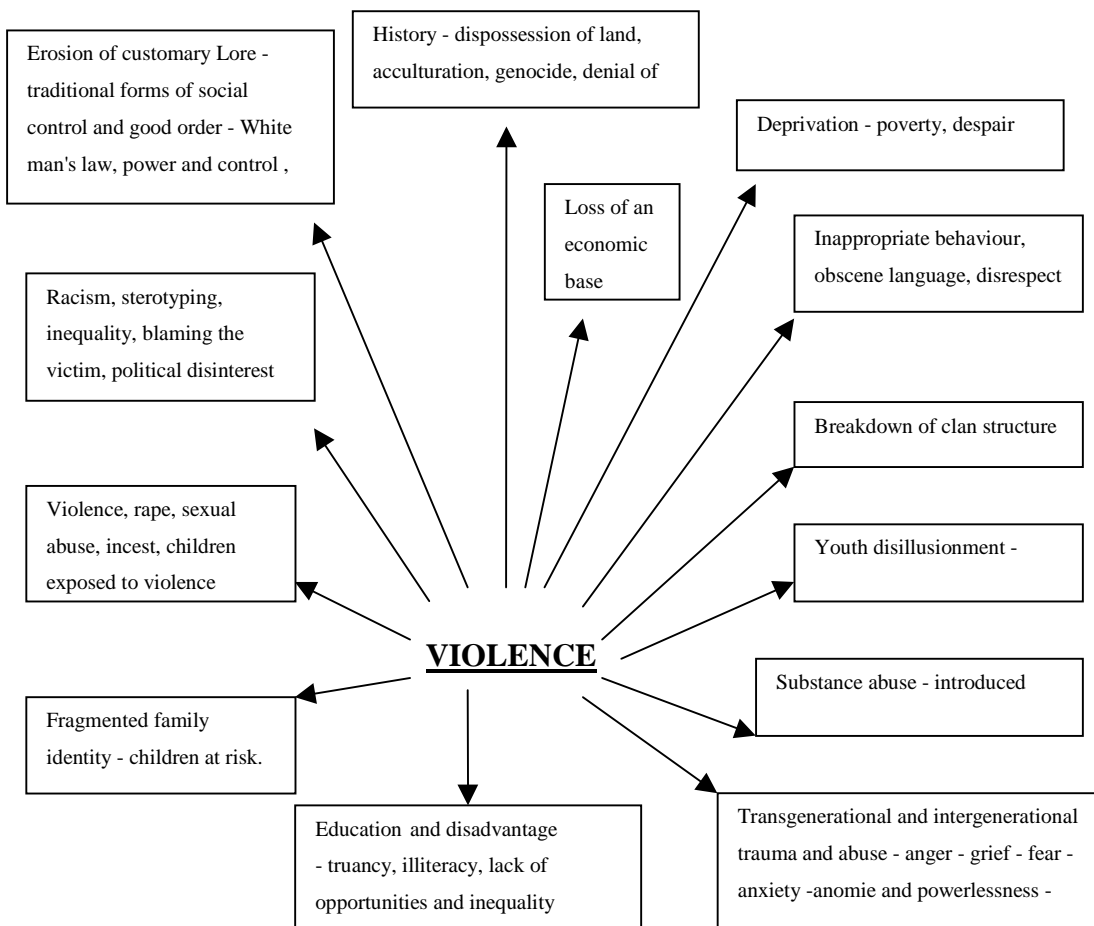 Erosion of customary Lore -
traditional forms of social
control and good order - White
man's law, power and control ,
History - dispossession of land,
acculturation, genocide, denial of
Deprivation - poverty, despair
Loss of an
economic
base
Inappropriate behaviour,
obscene language, disrespect
Racism, sterotyping,
inequality, blaming the
victim, political disinterest
Breakdown of clan structure
Violence, rape, sexual
abuse, incest, children
exposed to violence
Youth disillusionment -
VIOLENCE
Substance abuse - introduced
Fragmented family
identity - children at risk.
Education and disadvantage
- truancy, illiteracy, lack of
opportunities and inequality
Transgenerational and intergenerational
trauma and abuse - anger - grief - fear -
anxiety -anomie and powerlessness -